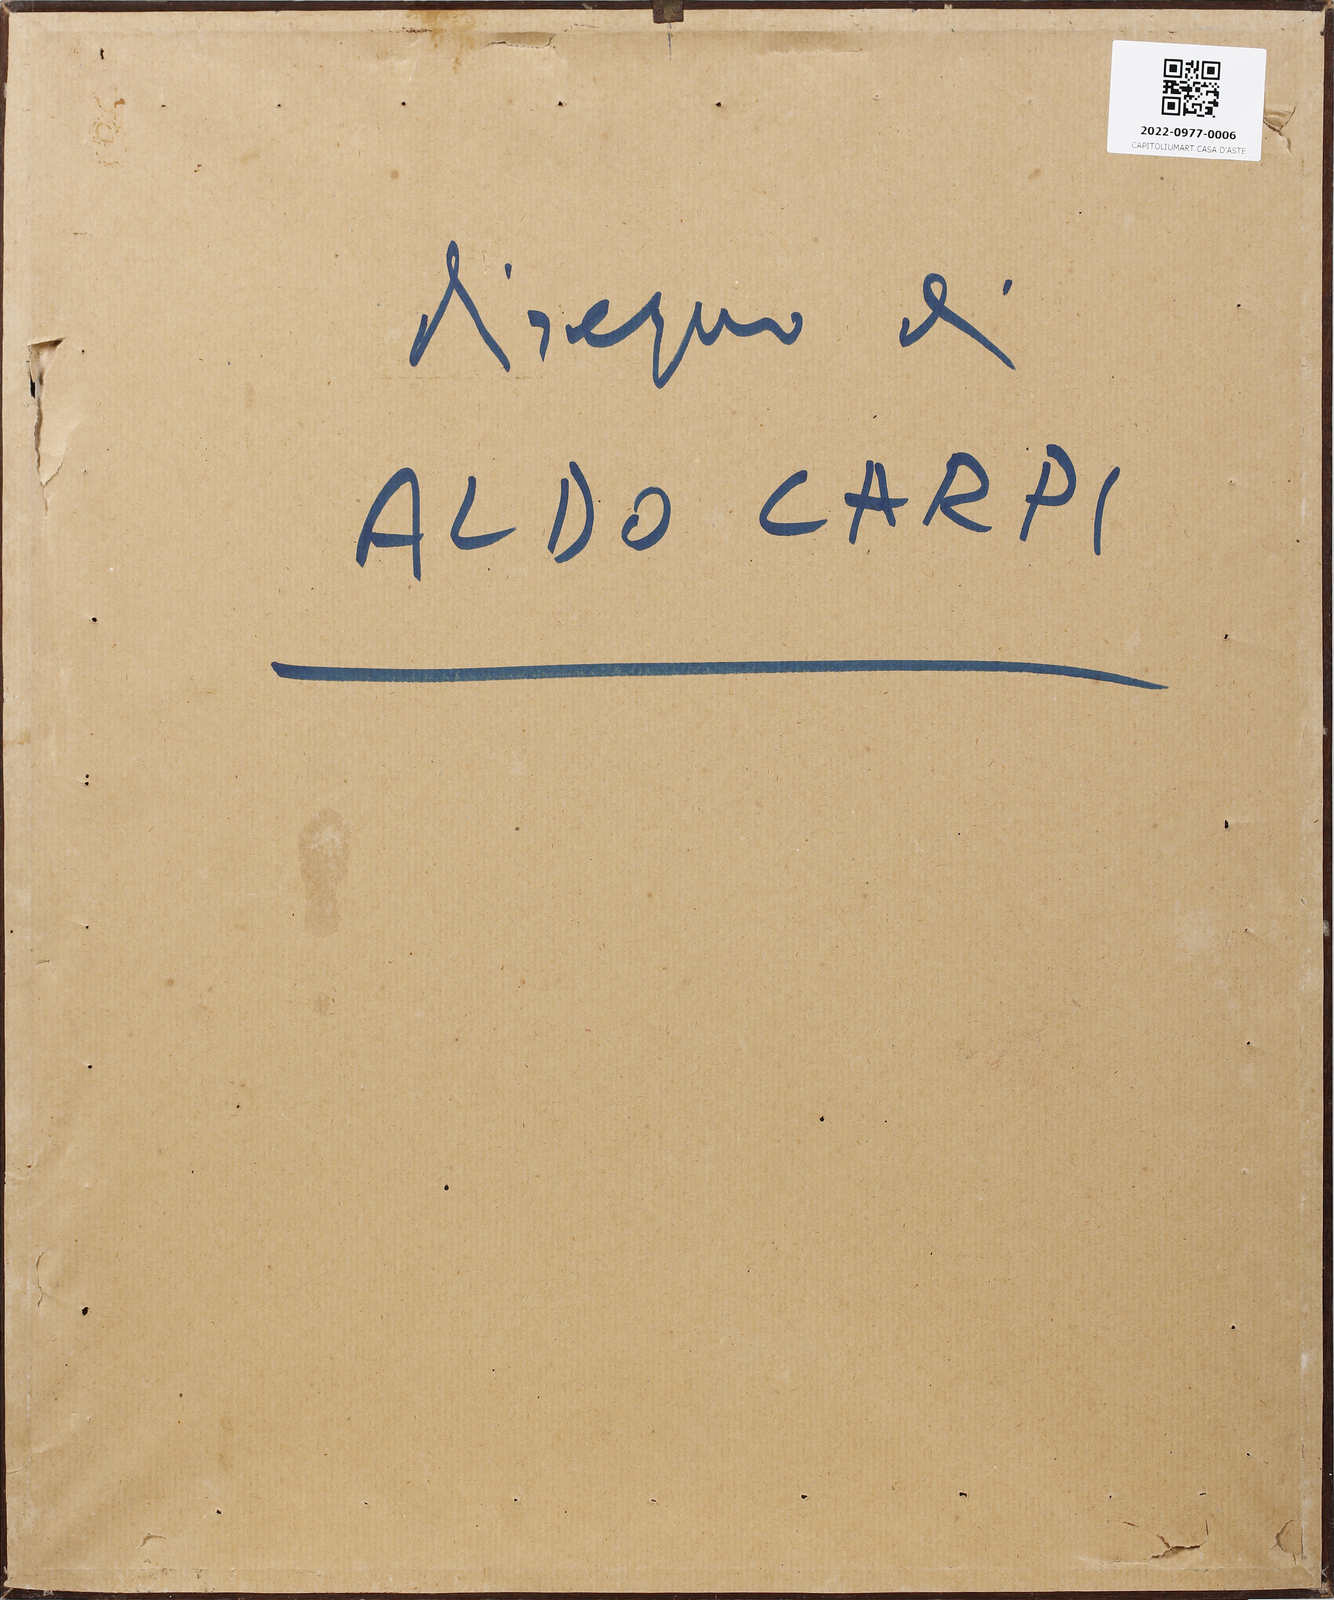 2022-0977-0006
CAPITOLIUMART CASA D'ASTE
disegno di
ALDO CARPI